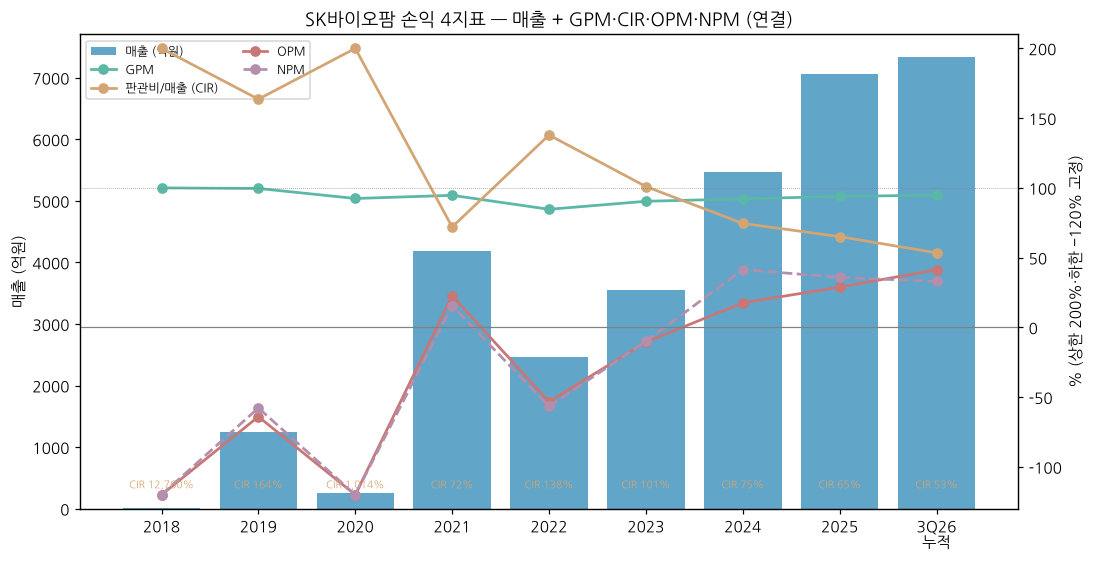 SK바이오팜 손익 4지표 — 매출 + GPM·CIR·OPM·NPM (연결)
매출 (억원)
GPM
판관비/매출 (CIR)
OPM
NPM
7000
6000
5000
4000
3000
2000
1000
0
매출 (억원)
200
150
100
50
0
-50
-100
% (상한 200%·하한 −120% 고정)
CIR 12,760% CIR 164% CIR 1,014% CIR 72% CIR 138% CIR 101% CIR 75% CIR 65% CIR 53%
2018 2019 2020 2021 2022 2023 2024 2025 3Q26
누적